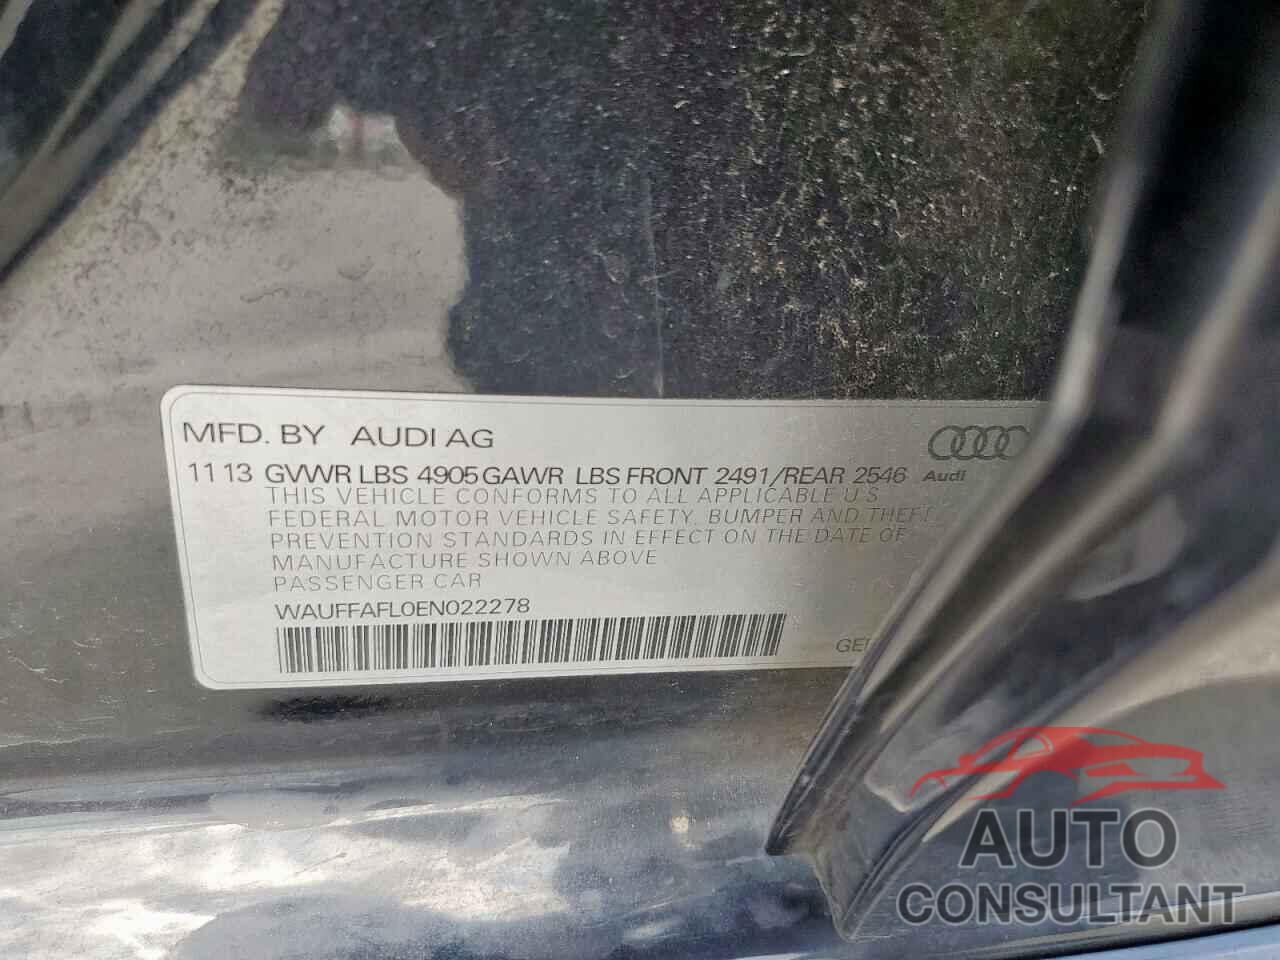 MFD. BY AUDI AG
11 13 GVWR LBS 4905 GAWR LBS FRONT 2491/REAR 2546 Audi
THIS VEHICLE CONFORMS TO ALL APPLICABLE U.S
FEDERAL MOTOR VEHICLE SAFETY, BUMPER AND THEFT
PREVENTION STANDARDS IN EFFECT ON THE DATE OF
MANUFACTURE SHOWN ABOVE
PASSENGER CAR
WAUFFAFL0EN022278
AUTO
CONSULTANT